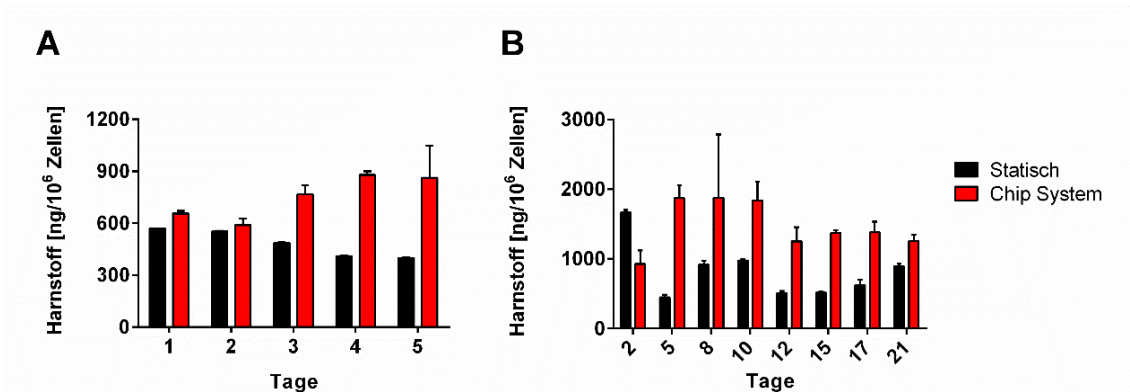 A
B
Harnstoff [ng/10⁶ Zellen]
1200
900
600
300
0
1
2
3
4
5
Tage
Harnstoff [ng/10⁶ Zellen]
3000
2000
1000
0
2
5
8
10
12
15
17
21
Tage
Statisch
Chip System